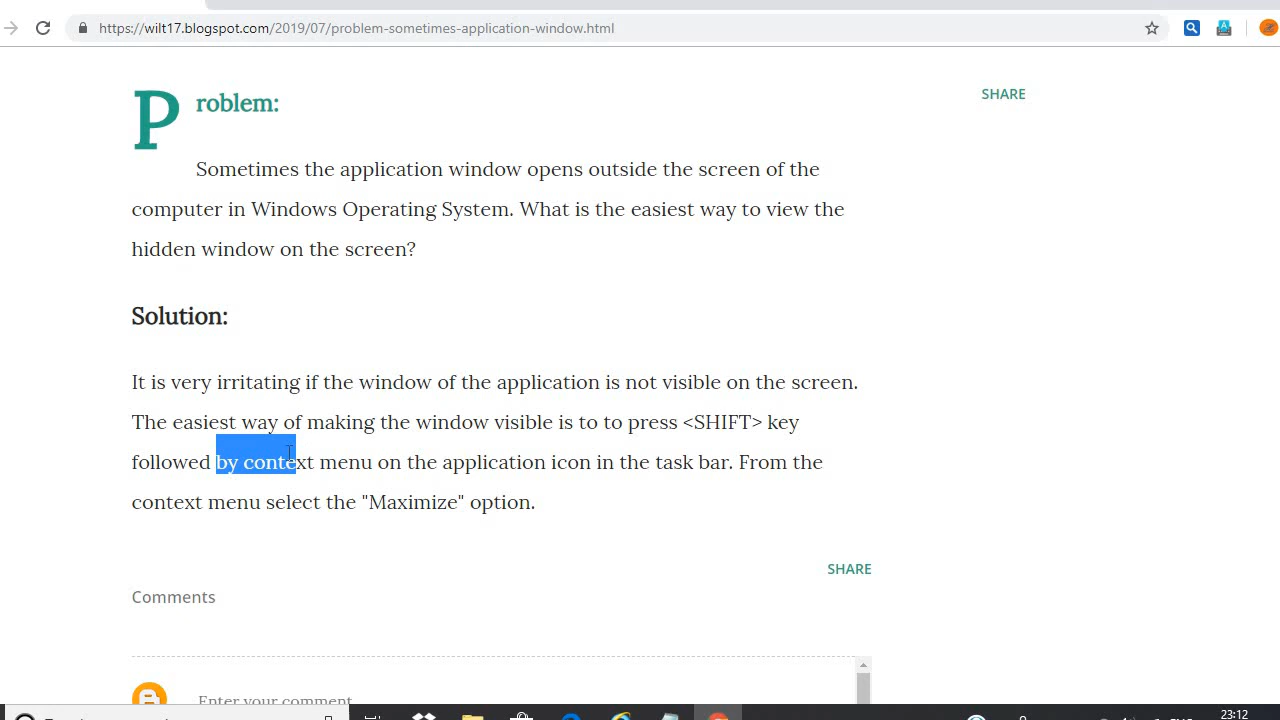 https://wilt17.blogspot.com/2019/07/problem-sometimes-application-window.html
Problem:
SHARE
Sometimes the application window opens outside the screen of the
computer in Windows Operating System. What is the easiest way to view the
hidden window on the screen?
Solution:
It is very irritating if the window of the application is not visible on the screen.
The easiest way of making the window visible is to to press <SHIFT> key
followed by context menu on the application icon in the task bar. From the
context menu select the "Maximize" option.
SHARE
Comments
Enter your comment
23:12